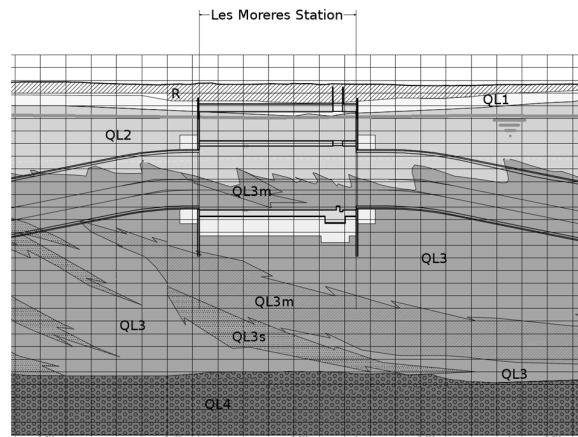 Les Moreres Station
R
QL1
QL2
QL3m
QL3
QL3m
QL3
QL3s
QL3
QL4